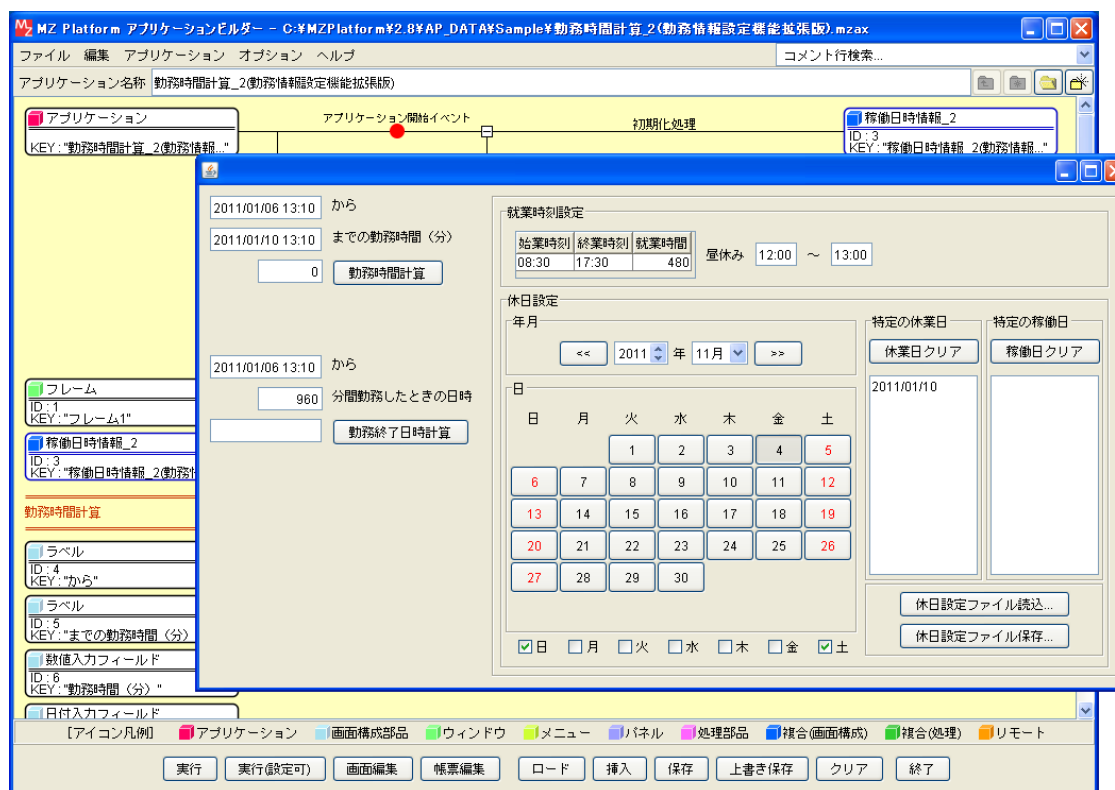 MZ Platform アプリケーションビルダー - C:¥MZPlatform¥2.8¥AP_DATA¥Sample¥勤務時間計算_2(勤務情報設定機能拡張版).mzax
ファイル 編集 アプリケーション オプション ヘルプ コメント行検索...
アプリケーション名称 勤務時間計算_2(勤務情報設定機能拡張版)
アプリケーション
KEY : "勤務時間計算_2(勤務情報..."
アプリケーション開始イベント
初期化処理
稼働日時情報_2
ID : 3
KEY : "稼働日時情報_2(勤務情報..."
フレーム
ID : 1
KEY : "フレーム1"
稼働日時情報_2
ID : 3
KEY : "稼働日時情報_2(勤務情
勤務時間計算
ラベル
ID : 4
KEY : "から"
ラベル
ID : 5
KEY : "までの勤務時間（分）
数値入力フィールド
ID : 6
KEY : "勤務時間（分）"
日付入力フィールド
2011/01/06 13:10 から
2011/01/10 13:10 までの勤務時間（分）
0 勤務時間計算
2011/01/06 13:10 から
960 分間勤務したときの日時
勤務終了日時計算
就業時刻設定
始業時刻 終業時刻 就業時間
08:30 17:30 480
昼休み 12:00 ～ 13:00
休日設定
年月
<< 2011 年 11月 >>
日
日 月 火 水 木 金 土
1 2 3 4 5
6 7 8 9 10 11 12
13 14 15 16 17 18 19
20 21 22 23 24 25 26
27 28 29 30
日 月 火 水 木 金 土
特定の休業日
休業日クリア
2011/01/10
特定の稼働日
稼働日クリア
休日設定ファイル読込...
休日設定ファイル保存...
[アイコン凡例] アプリケーション 画面構成部品 ウィンドウ メニュー パネル 処理部品 複合(画面構成) 複合(処理) リモート
実行 実行(設定可) 画面編集 帳票編集 ロード 挿入 保存 上書き保存 クリア 終了